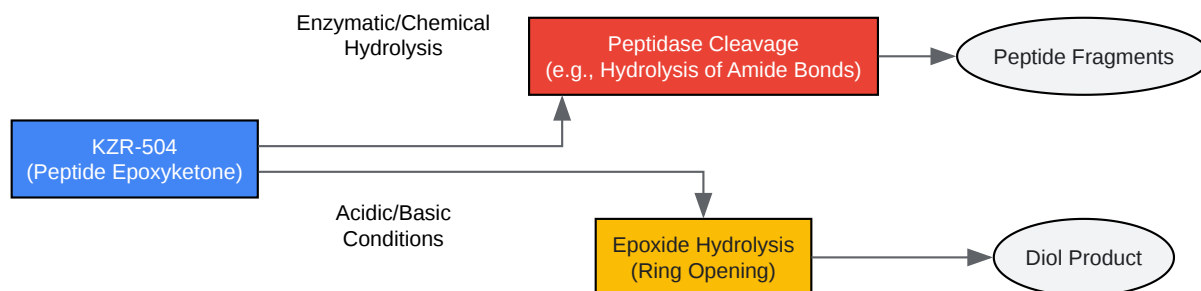 Enzymatic/Chemical
Hydrolysis
Peptidase Cleavage
(e.g., Hydrolysis of Amide Bonds)
Peptide Fragments
KZR-504
(Peptide Epoxyketone)
Acidic/Basic
Conditions
Epoxide Hydrolysis
(Ring Opening)
Diol Product